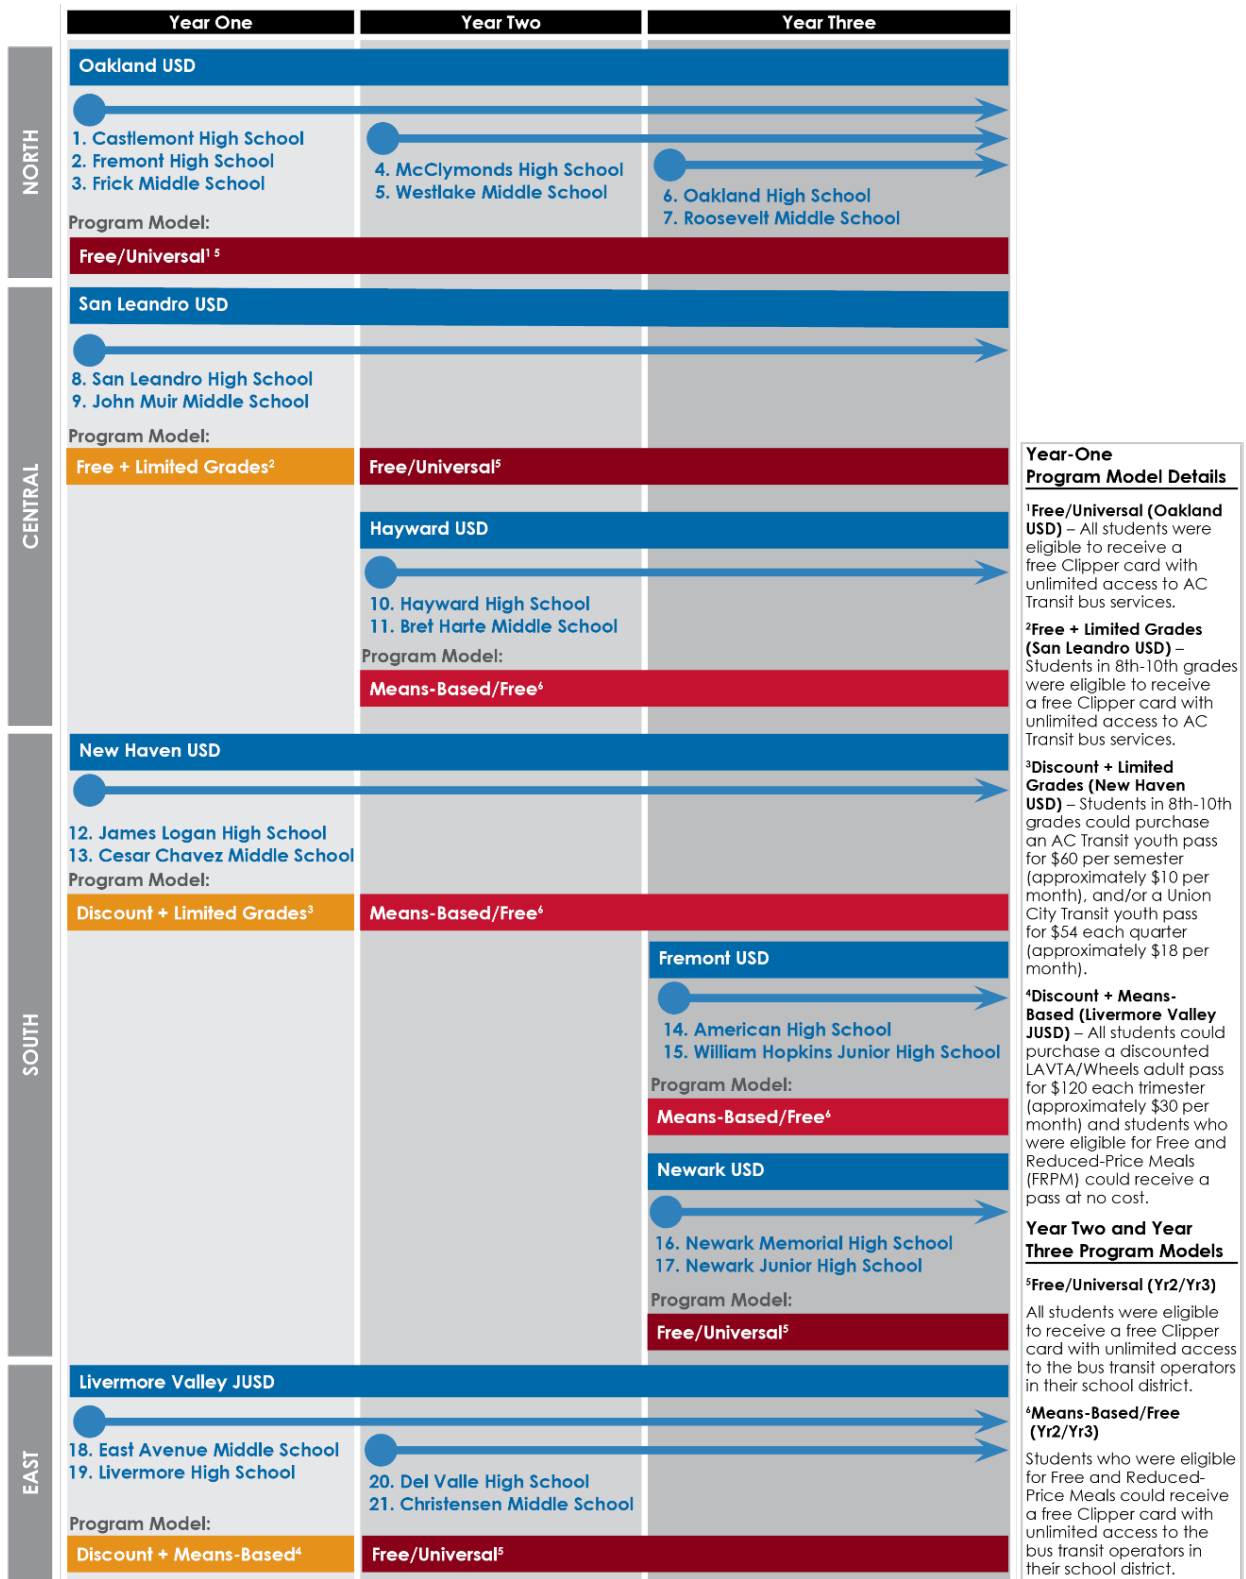 Year One
Year Two
Year Three
NORTH
Oakland USD
1. Castlemont High School
2. Fremont High School
3. Frick Middle School
4. McClymonds High School
5. Westlake Middle School
6. Oakland High School
7. Roosevelt Middle School
Program Model:
Free/Universal¹ ⁵
CENTRAL
San Leandro USD
8. San Leandro High School
9. John Muir Middle School
Program Model:
Free + Limited Grades²
Free/Universal⁵
Hayward USD
10. Hayward High School
11. Bret Harte Middle School
Program Model:
Means-Based/Free⁶
SOUTH
New Haven USD
12. James Logan High School
13. Cesar Chavez Middle School
Program Model:
Discount + Limited Grades³
Means-Based/Free⁶
Fremont USD
14. American High School
15. William Hopkins Junior High School
Program Model:
Means-Based/Free⁶
Newark USD
16. Newark Memorial High School
17. Newark Junior High School
Program Model:
Free/Universal⁵
EAST
Livermore Valley JUSD
18. East Avenue Middle School
19. Livermore High School
20. Del Valle High School
21. Christensen Middle School
Program Model:
Discount + Means-Based⁴
Free/Universal⁵
Year-One
Program Model Details
¹Free/Universal (Oakland
USD) – All students were
eligible to receive a
free Clipper card with
unlimited access to AC
Transit bus services.
²Free + Limited Grades
(San Leandro USD) –
Students in 8th-10th grades
were eligible to receive
a free Clipper card with
unlimited access to AC
Transit bus services.
³Discount + Limited
Grades (New Haven
USD) – Students in 8th-10th
grades could purchase
an AC Transit youth pass
for $60 per semester
(approximately $10 per
month), and/or a Union
City Transit youth pass
for $54 each quarter
(approximately $18 per
month).
⁴Discount + Means-
Based (Livermore Valley
JUSD) – All students could
purchase a discounted
LAVTA/Wheels adult pass
for $120 each trimester
(approximately $30 per
month) and students who
were eligible for Free and
Reduced-Price Meals
(FRPM) could receive a
pass at no cost.
Year Two and Year
Three Program Models
⁵Free/Universal (Yr2/Yr3)
All students were eligible
to receive a free Clipper
card with unlimited access
to the bus transit operators
in their school district.
⁶Means-Based/Free
(Yr2/Yr3)
Students who were eligible
for Free and Reduced-
Price Meals could receive
a free Clipper card with
unlimited access to the
bus transit operators in
their school district.